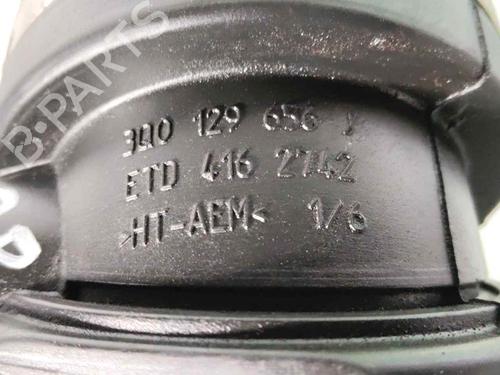 B-PARTS
3Q0 129 656 J
ETD 416 2742
>HT-AEM< 1/6